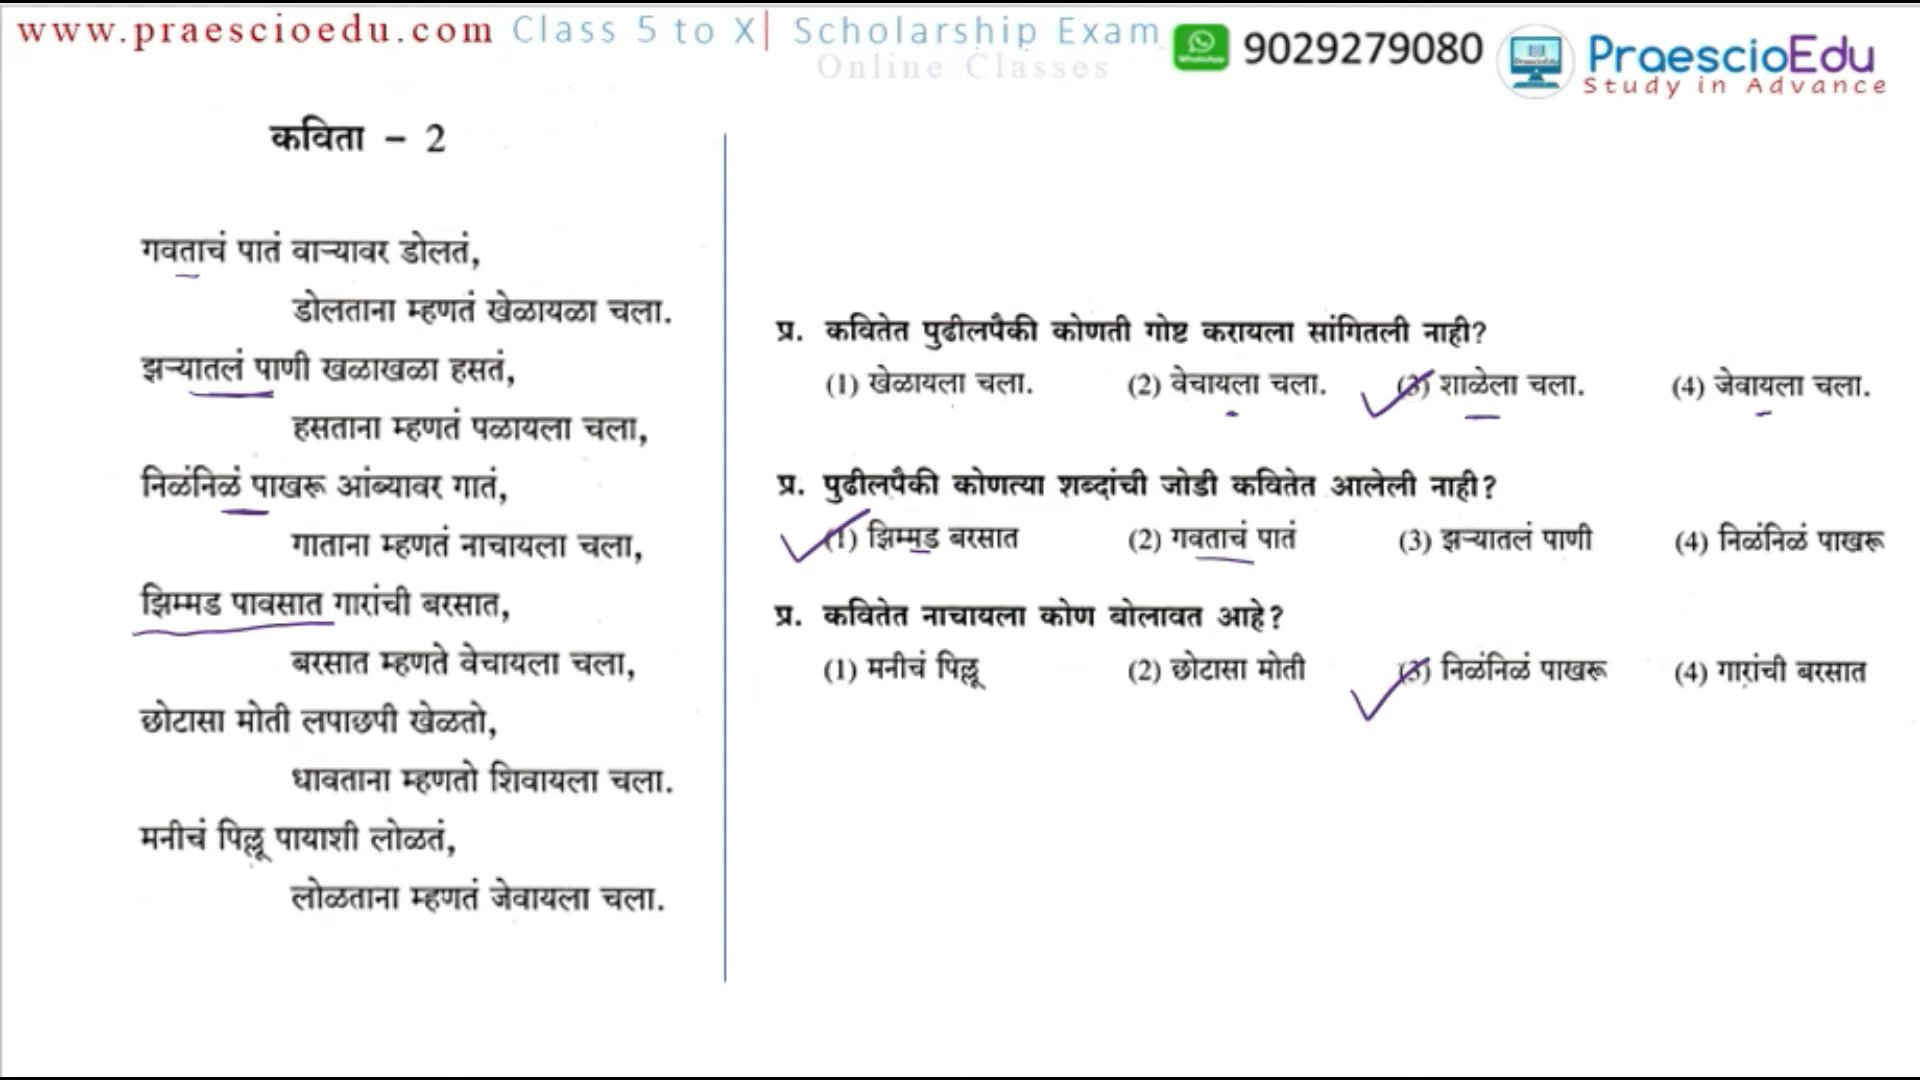 www.praescioedu.com Class 5 to X| Scholarship Exam 9029279080 PraescioEdu
Online Classes Study in Advance
कविता – 2
गवताचं पातं वाऱ्यावर डोलतं,
डोलताना म्हणतं खेळायळा चला.
झऱ्यातलं पाणी खळाखळा हसतं,
हसताना म्हणतं पळायला चला,
निळंनिळं पाखरू आंब्यावर गातं,
गाताना म्हणतं नाचायला चला,
झिम्मड पावसात गारांची बरसात,
बरसात म्हणते वेचायला चला,
छोटासा मोती लपाछपी खेळतो,
धावताना म्हणतो शिवायला चला.
मनीचं पिल्लू पायाशी लोळतं,
लोळताना म्हणतं जेवायला चला.
प्र. कवितेत पुढीलपैकी कोणती गोष्ट करायला सांगितली नाही?
(1) खेळायला चला. (2) वेचायला चला. (3) शाळेला चला. (4) जेवायला चला.
प्र. पुढीलपैकी कोणत्या शब्दांची जोडी कवितेत आलेली नाही?
(1) झिम्मड बरसात (2) गवताचं पातं (3) झऱ्यातलं पाणी (4) निळंनिळं पाखरू
प्र. कवितेत नाचायला कोण बोलावत आहे?
(1) मनीचं पिल्लू (2) छोटासा मोती (3) निळंनिळं पाखरू (4) गारांची बरसात